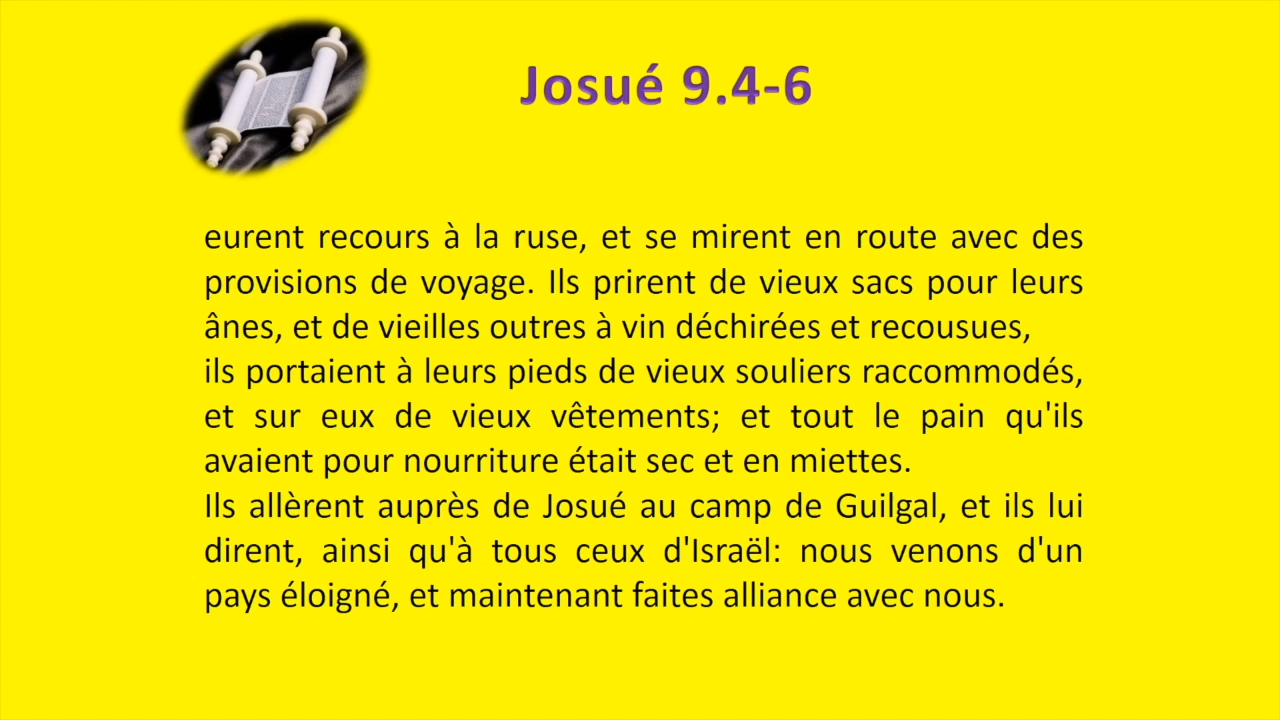 Josué 9.4-6
eurent recours à la ruse, et se mirent en route avec des
provisions de voyage. Ils prirent de vieux sacs pour leurs
ânes, et de vieilles outres à vin déchirées et recousues,
ils portaient à leurs pieds de vieux souliers raccommodés,
et sur eux de vieux vêtements; et tout le pain qu'ils
avaient pour nourriture était sec et en miettes.
Ils allèrent auprès de Josué au camp de Guilgal, et ils lui
dirent, ainsi qu'à tous ceux d'Israël: nous venons d'un
pays éloigné, et maintenant faites alliance avec nous.